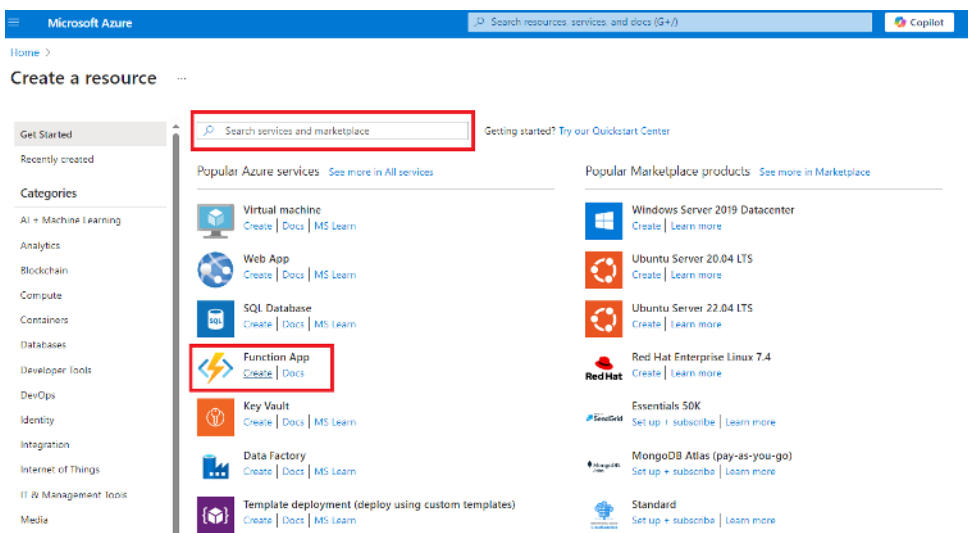 Microsoft Azure
Search resources, services, and docs (G+/)
Copilot
Home >
Create a resource ...
Get Started
Recently created
Categories
AI + Machine Learning
Analytics
Blockchain
Compute
Containers
Databases
Developer Tools
DevOps
Identity
Integration
Internet of Things
IT & Management Tools
Media
Search services and marketplace
Getting started? Try our Quickstart Center
Popular Azure services See more in All services
Virtual machine
Create | Docs | MS Learn
Web App
Create | Docs | MS Learn
SQL
SQL Database
Create | Docs | MS Learn
Function App
Create | Docs
Key Vault
Create | Docs | MS Learn
Data Factory
Create | Docs | MS Learn
Template deployment (deploy using custom templates)
Create | Docs | MS Learn
Popular Marketplace products See more in Marketplace
Windows Server 2019 Datacenter
Create | Learn more
Ubuntu Server 20.04 LTS
Create | Learn more
Ubuntu Server 22.04 LTS
Create | Learn more
Red Hat
Red Hat Enterprise Linux 7.4
Create | Learn more
SendGrid
Essentials 50K
Set up + subscribe | Learn more
MongoDB Atlas (pay-as-you-go)
Set up + subscribe | Learn more
Standard
Set up + subscribe | Learn more